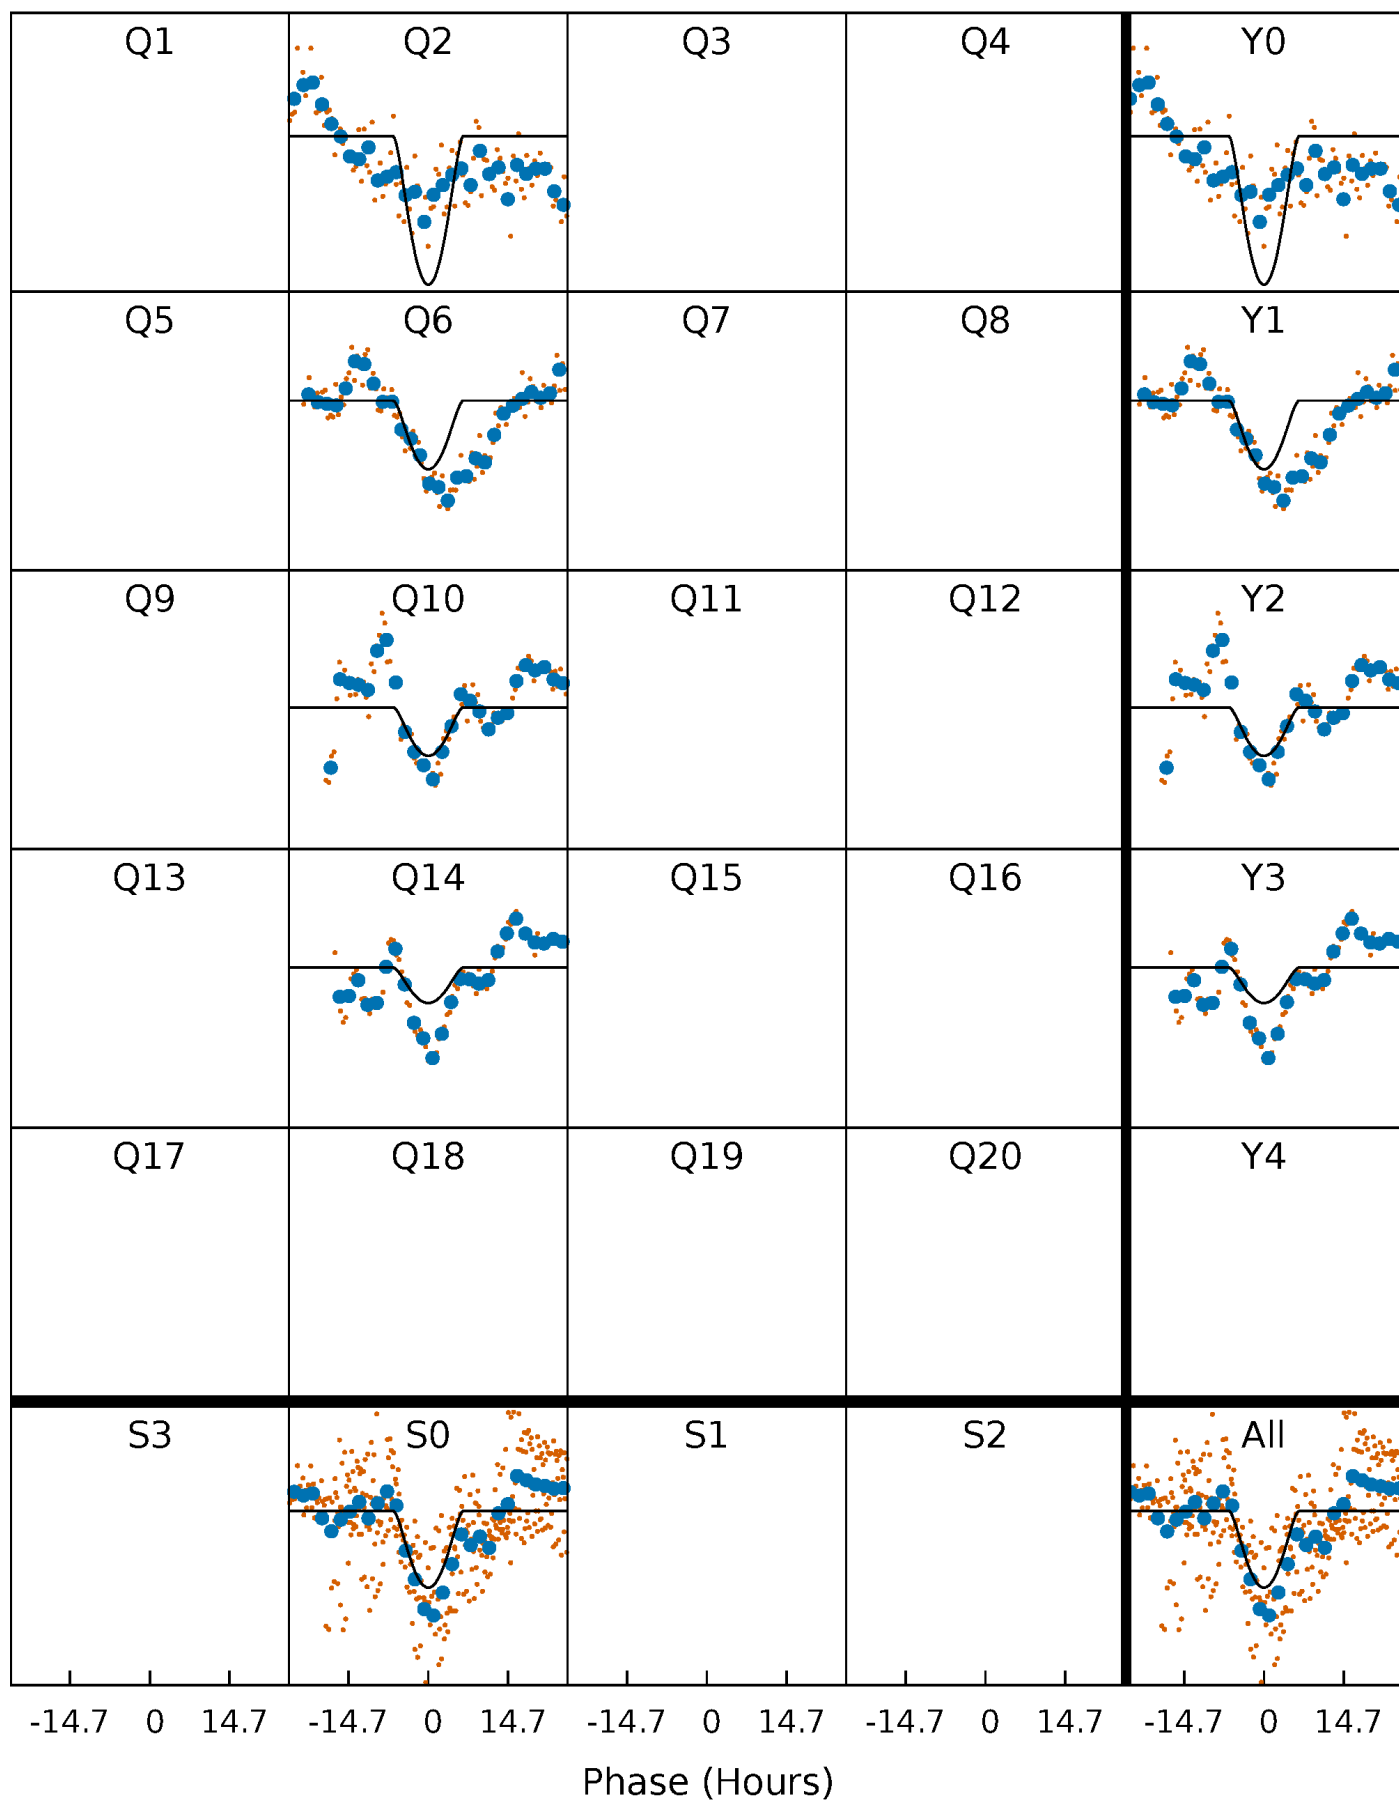 Q1 Q2 Q3 Q4 Y0
Q5 Q6 Q7 Q8 Y1
Q9 Q10 Q11 Q12 Y2
Q13 Q14 Q15 Q16 Y3
Q17 Q18 Q19 Q20 Y4
S3 S0 S1 S2 All
-14.7 0 14.7 -14.7 0 14.7 -14.7 0 14.7 -14.7 0 14.7 -14.7 0 14.7
Phase (Hours)